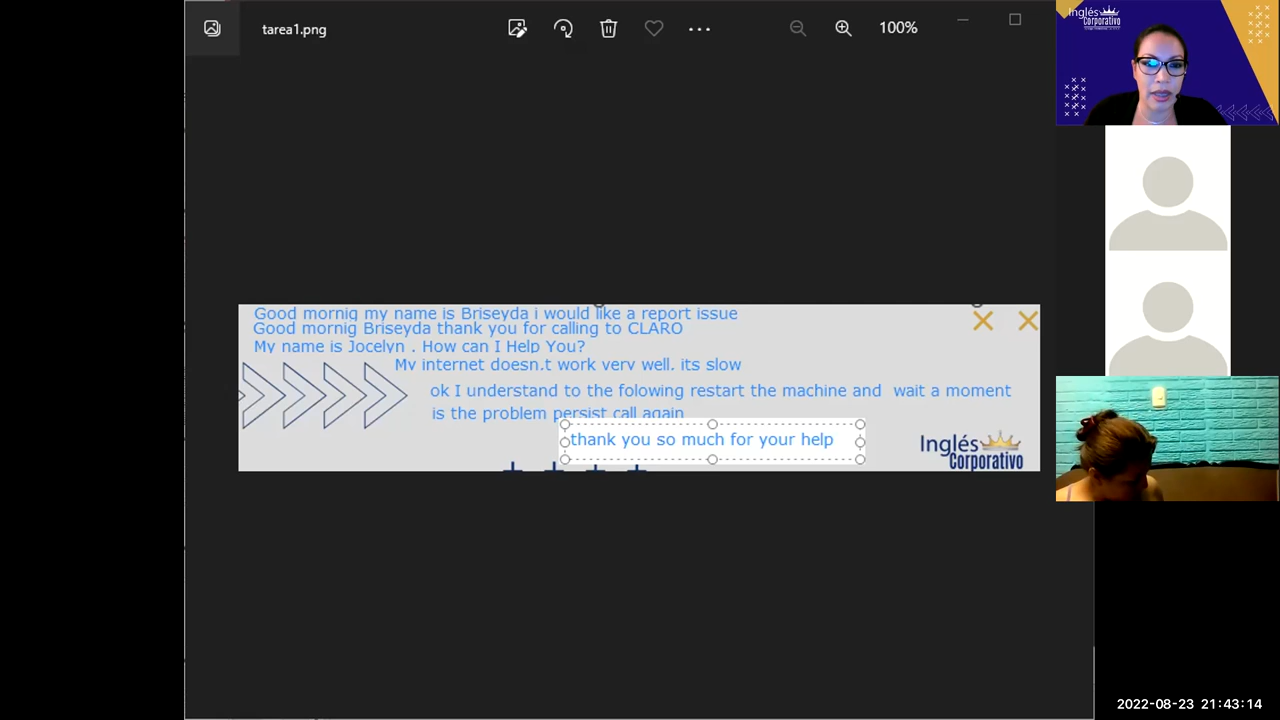 tarea1.png
100%
Inglés
Corporativo
Good mornig my name is Briseyda i would like a report issue
Good mornig Briseyda thank you for calling to CLARO
My name is Jocelyn . How can I Help You?
My internet doesn,t work very well. its slow
ok I understand to the folowing restart the machine and wait a moment
is the problem persist call again
thank you so much for your help
Inglés
Corporativo
2022-08-23 21:43:14